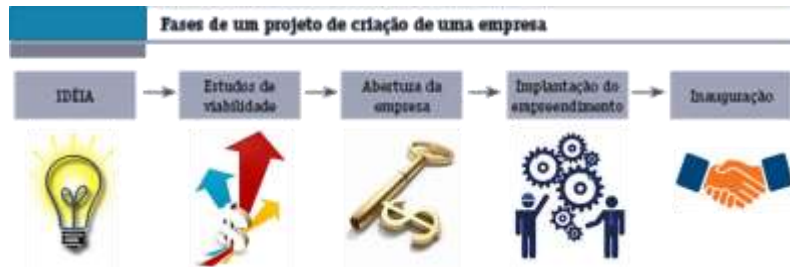 Fases de um projeto de criação de uma empresa
IDÉIA
Estudos de
viabilidade
Abertura da
empresa
Implantação do
empreendimento
Inauguração